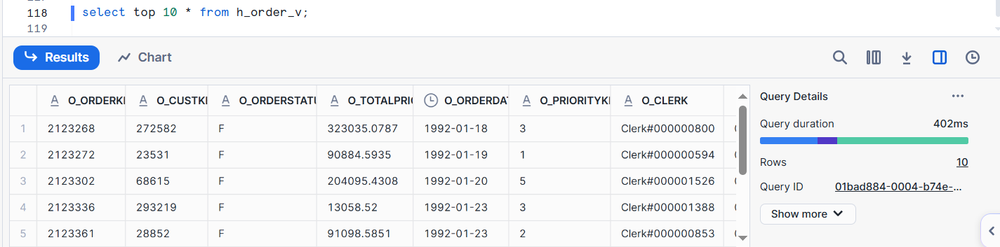 118 select top 10 * from h_order_v;
119
Results Chart
A O_ORDERKI A O_CUSTKI A O_ORDERSTATU A O_TOTALPRIC O_ORDERDAT A O_PRIORITYKI A O_CLERK
1 2123268 272582 F 323035.0787 1992-01-18 3 Clerk#000000800
2 2123272 23531 F 90884.5935 1992-01-19 1 Clerk#000000594
3 2123302 68615 F 204095.4308 1992-01-20 5 Clerk#000001526
4 2123336 293219 F 13058.52 1992-01-23 3 Clerk#000001388
5 2123361 28852 F 91098.5851 1992-01-23 2 Clerk#000000853
Query Details ...
Query duration 402ms
Rows 10
Query ID 01bad884-0004-b74e-...
Show more